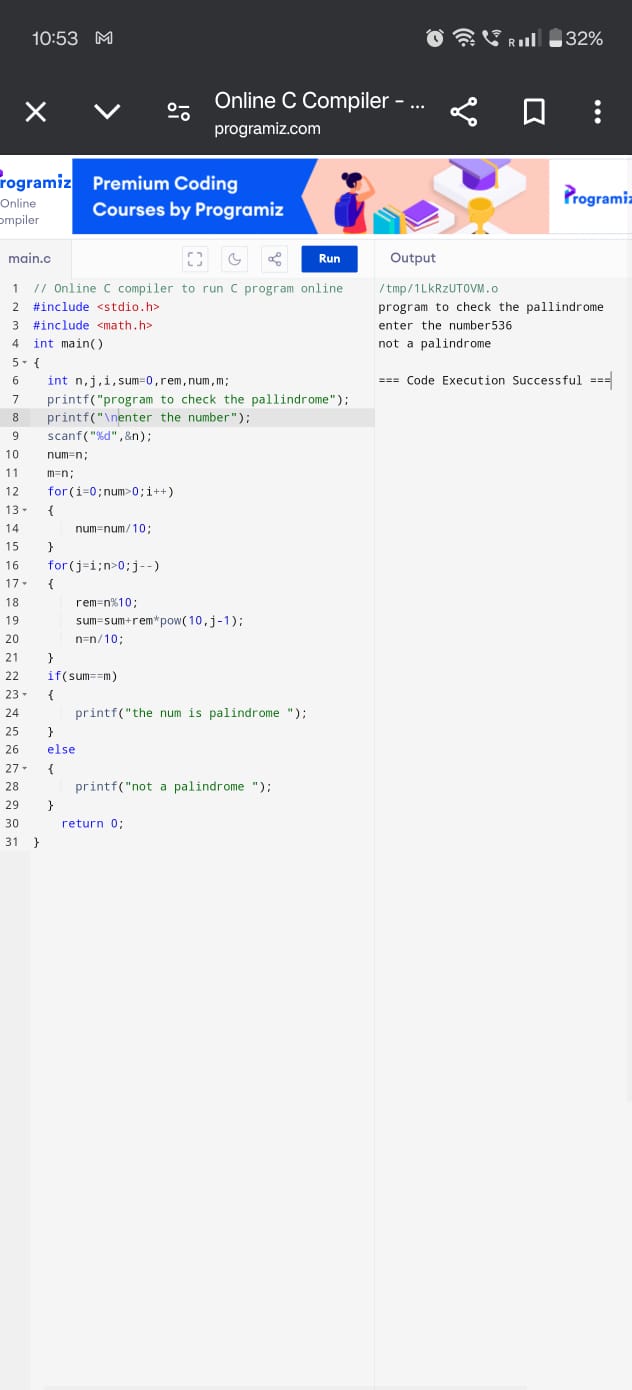 10:53
R
32%
Online C Compiler - ...
programiz.com
rogramiz
Online
ompiler
Premium Coding
Courses by Programiz
Programiz
main.c
Run
Output
1 // Online C compiler to run C program online
2 #include <stdio.h>
3 #include <math.h>
4 int main()
5 {
6 int n,j,i,sum=0,rem,num,m;
7 printf("program to check the pallindrome");
8 printf("\nenter the number");
9 scanf("%d",&n);
10 num=n;
11 m=n;
12 for(i=0;num>0;i++)
13 {
14 num=num/10;
15 }
16 for(j=i;n>0;j--)
17 {
18 rem=n%10;
19 sum=sum+rem*pow(10,j-1);
20 n=n/10;
21 }
22 if(sum==m)
23 {
24 printf("the num is palindrome ");
25 }
26 else
27 {
28 printf("not a palindrome ");
29 }
30 return 0;
31 }
/tmp/1LkRzUTOVM.o
program to check the pallindrome
enter the number536
not a palindrome
=== Code Execution Successful ===